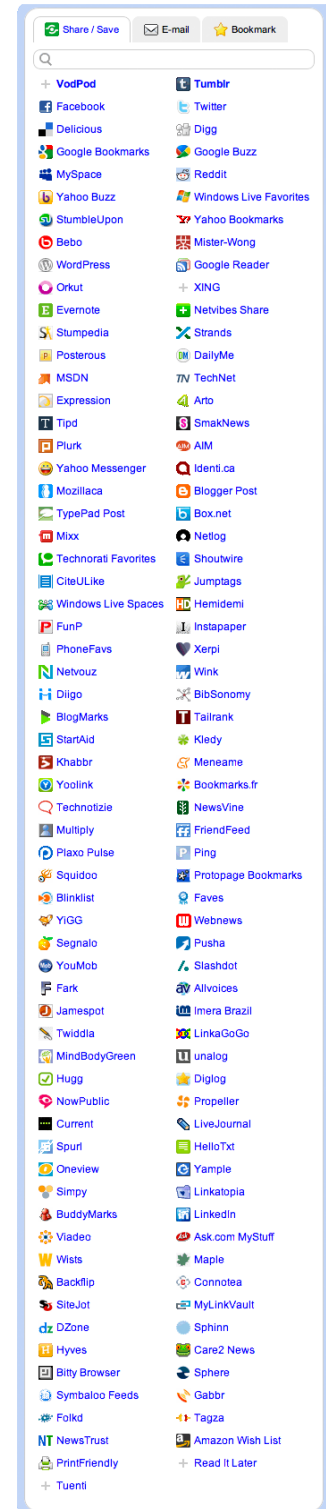 Share / Save E-mail Bookmark
VodPod Tumblr
Facebook Twitter
Delicious Digg
Google Bookmarks Google Buzz
MySpace Reddit
Yahoo Buzz Windows Live Favorites
StumbleUpon Yahoo Bookmarks
Bebo Mister-Wong
WordPress Google Reader
Orkut XING
Evernote Netvibes Share
Stumpedia Strands
Posterous DailyMe
MSDN TechNet
Expression Arto
Tipd SmakNews
Plurk AIM
Yahoo Messenger Identi.ca
Mozillaca Blogger Post
TypePad Post Box.net
Mixx Netlog
Technorati Favorites Shoutwire
CiteULike Jumptags
Windows Live Spaces Hemidemi
FunP Instapaper
PhoneFavs Xerpi
Netvouz Wink
Diigo BibSonomy
BlogMarks Tailrank
StartAid Kledy
Khabbr Meneame
Yoolink Bookmarks.fr
Technotizie NewsVine
Multiply FriendFeed
Plaxo Pulse Ping
Squidoo Protopage Bookmarks
Blinklist Faves
YiGG Webnews
Segnalo Pusha
YouMob Slashdot
Fark Allvoices
Jamespot Imera Brazil
Twiddla LinkaGoGo
MindBodyGreen unalog
Hugg Diglog
NowPublic Propeller
Current LiveJournal
Spurl HelloTxt
Oneview Yample
Simpy Linkatopia
BuddyMarks LinkedIn
Viadeo Ask.com MyStuff
Wists Maple
Backflip Connotea
SiteJot MyLinkVault
DZone Sphinn
Hyves Care2 News
Bitty Browser Sphere
Symbaloo Feeds Gabbr
Folkd Tagza
NewsTrust Amazon Wish List
PrintFriendly Read It Later
Tuenti